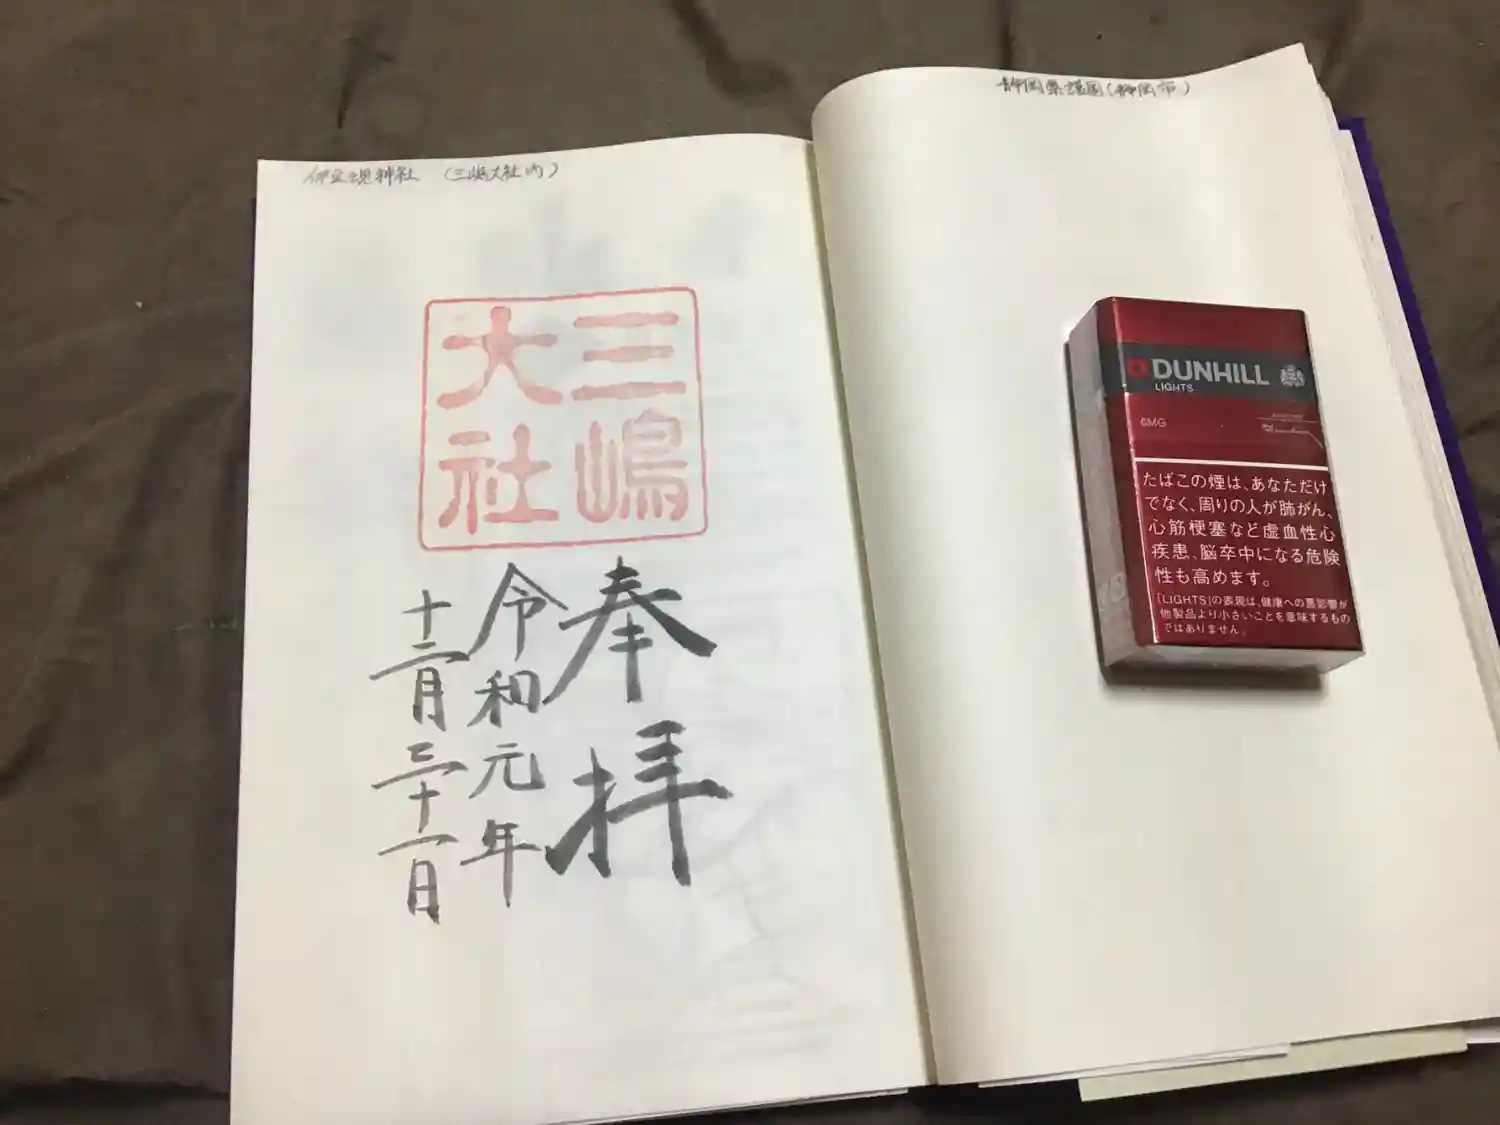 伊豆魂神社 (三嶋大社内)
三嶋
大社
奉拝
令和元年
十二月三十一日
静岡県護国(静岡市)
DUNHILL
LIGHTS
6MG
たばこの煙は、あなただけ
でなく、周りの人が肺がん、
心筋梗塞など虚血性心
疾患、脳卒中になる危険
性も高めます。
「LIGHTS」の表現は、健康への悪影響が
他製品より小さいことを意味するもの
ではありません。